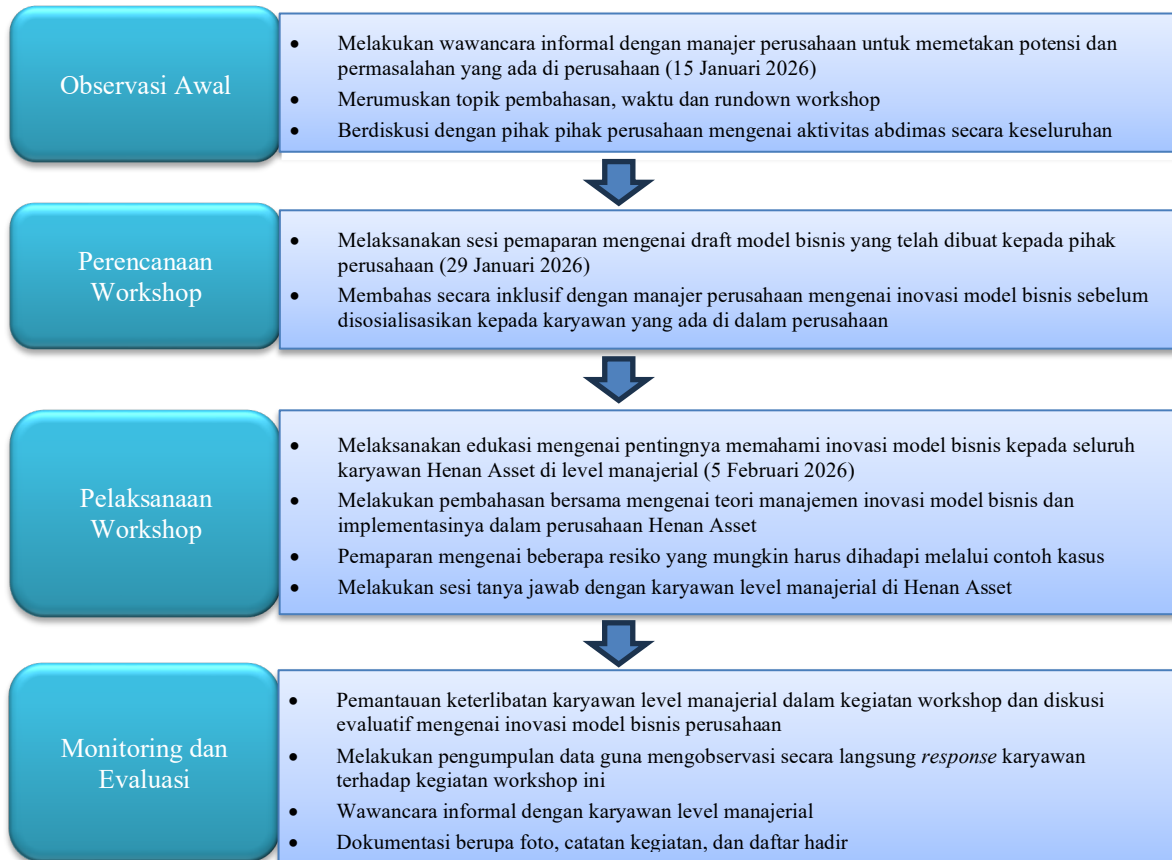 Observasi Awal
• Melakukan wawancara informal dengan manajer perusahaan untuk memetakan potensi dan
permasalahan yang ada di perusahaan (15 Januari 2026)
• Merumuskan topik pembahasan, waktu dan rundown workshop
• Berdiskusi dengan pihak pihak perusahaan mengenai aktivitas abdimas secara keseluruhan
Perencanaan
Workshop
• Melaksanakan sesi pemaparan mengenai draft model bisnis yang telah dibuat kepada pihak
perusahaan (29 Januari 2026)
• Membahas secara inklusif dengan manajer perusahaan mengenai inovasi model bisnis sebelum
disosialisasikan kepada karyawan yang ada di dalam perusahaan
Pelaksanaan
Workshop
• Melaksanakan edukasi mengenai pentingnya memahami inovasi model bisnis kepada seluruh
karyawan Henan Asset di level manajerial (5 Februari 2026)
• Melakukan pembahasan bersama mengenai teori manajemen inovasi model bisnis dan
implementasinya dalam perusahaan Henan Asset
• Pemaparan mengenai beberapa resiko yang mungkin harus dihadapi melalui contoh kasus
• Melakukan sesi tanya jawab dengan karyawan level manajerial di Henan Asset
Monitoring dan
Evaluasi
• Pemantauan keterlibatan karyawan level manajerial dalam kegiatan workshop dan diskusi
evaluatif mengenai inovasi model bisnis perusahaan
• Melakukan pengumpulan data guna mengobservasi secara langsung response karyawan
terhadap kegiatan workshop ini
• Wawancara informal dengan karyawan level manajerial
• Dokumentasi berupa foto, catatan kegiatan, dan daftar hadir